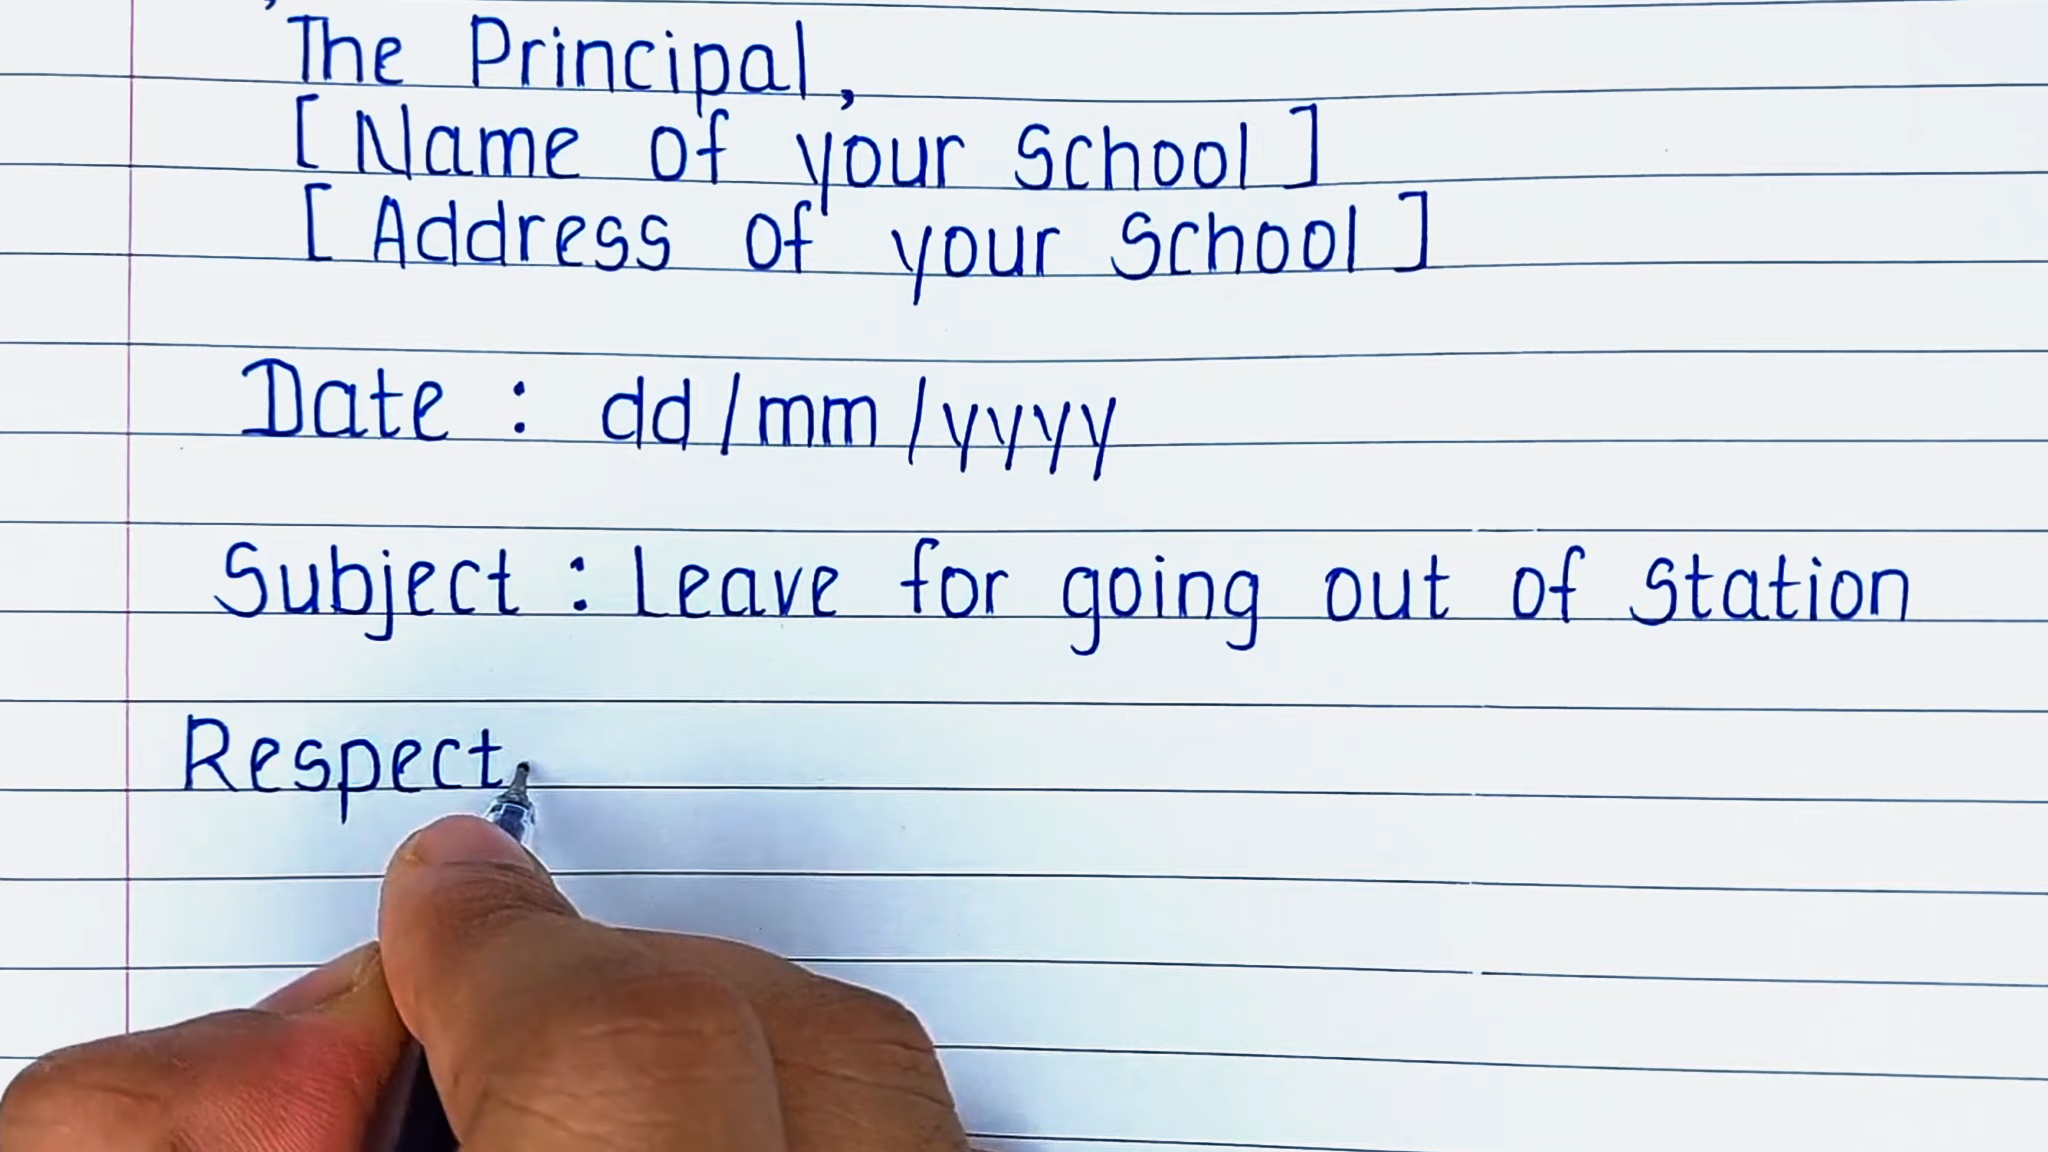 The Principal,
[ Name of your School ]
[ Address of your School ]
Date : dd/mm/yyyy
Subject : Leave for going out of station
Respect